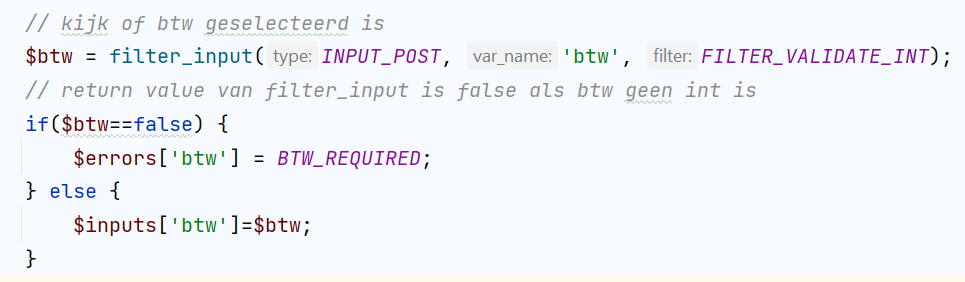 // kijk of btw geselecteerd is
$btw = filter_input( type: INPUT_POST, var_name: 'btw', filter: FILTER_VALIDATE_INT);
// return value van filter_input is false als btw geen int is
if($btw==false) {
    $errors['btw'] = BTW_REQUIRED;
} else {
    $inputs['btw']=$btw;
}